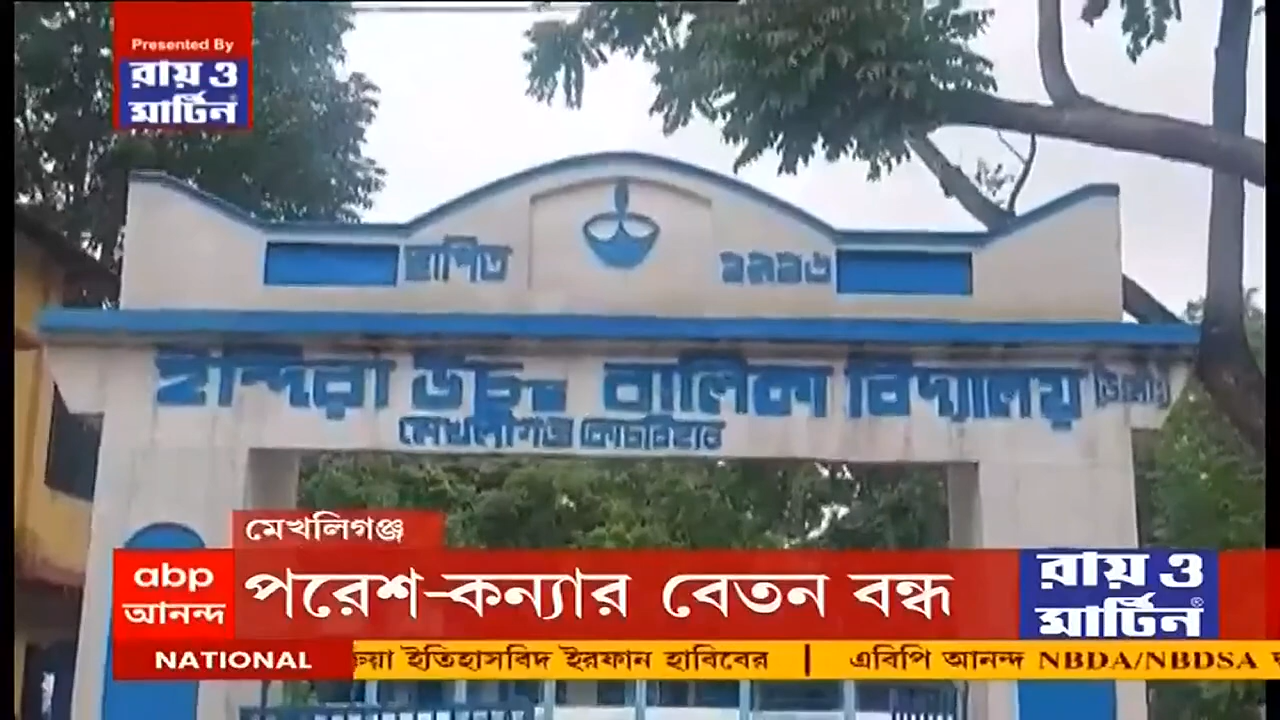 Presented By
রায় ও
মার্টিন
স্থাপিত
ইন্দিরা উচ্চ বালিকা বিদ্যালয়
মেখলীগঞ্জ কোচবিহার
মেখলিগঞ্জ
abp
আনন্দ
পরেশ-কন্যার বেতন বন্ধ
রায় ও
মার্টিন
NATIONAL
ইতিহাসবিদ ইরফান হাবিবের | এবিপি আনন্দ NBDA/NBDSA